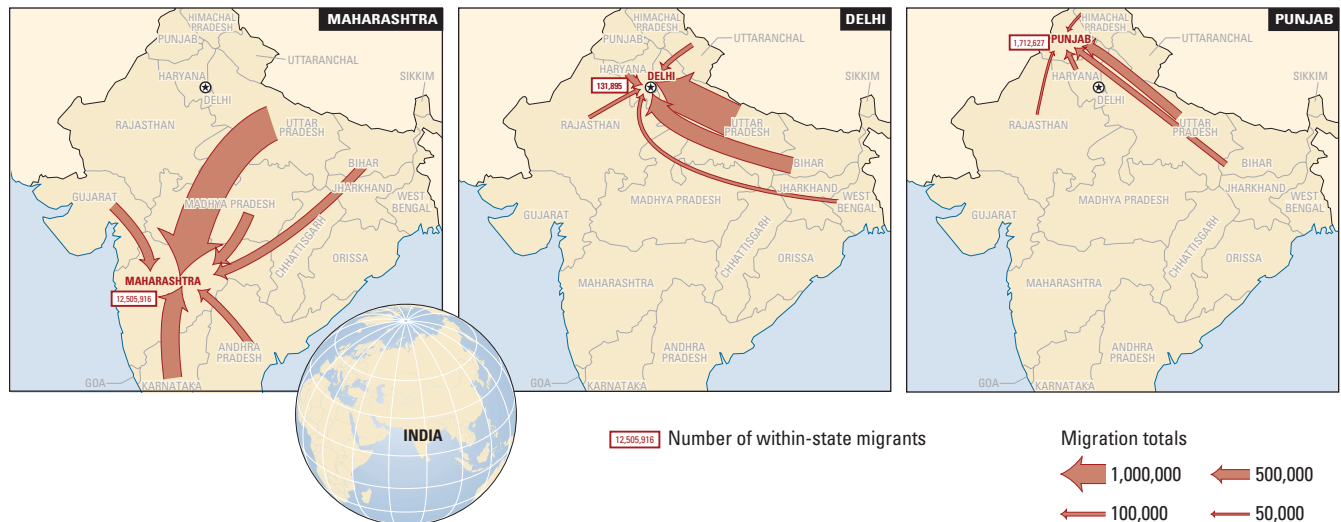 MAHARASHTRA
HIMACHAL
PRADESH
PUNJAB
UTTARANCHAL
HARYANA
DELHI
SIKKIM
RAJASTHAN
UTTAR
PRADESH
BIHAR
JHARKHAND
WEST
BENGAL
GUJARAT
MADHYA PRADESH
CHHATTISGARH
ORISSA
MAHARASHTRA
12,505,916
ANDHRA
PRADESH
GOA
KARNATAKA
DELHI
HIMACHAL
PRADESH
PUNJAB
UTTARANCHAL
HARYANA
DELHI
131,895
SIKKIM
RAJASTHAN
UTTAR
PRADESH
BIHAR
JHARKHAND
WEST
BENGAL
MADHYA PRADESH
GUJARAT
CHHATTISGARH
ORISSA
MAHARASHTRA
ANDHRA
PRADESH
GOA
KARNATAKA
PUNJAB
HIMACHAL
PRADESH
PUNJAB
1,712,627
UTTARANCHAL
HARYANA
DELHI
SIKKIM
RAJASTHAN
UTTAR
PRADESH
BIHAR
JHARKHAND
WEST
BENGAL
MADHYA PRADESH
GUJARAT
CHHATTISGARH
ORISSA
MAHARASHTRA
ANDHRA
PRADESH
GOA
KARNATAKA
INDIA
12,505,916 Number of within-state migrants
Migration totals
1,000,000
500,000
100,000
50,000